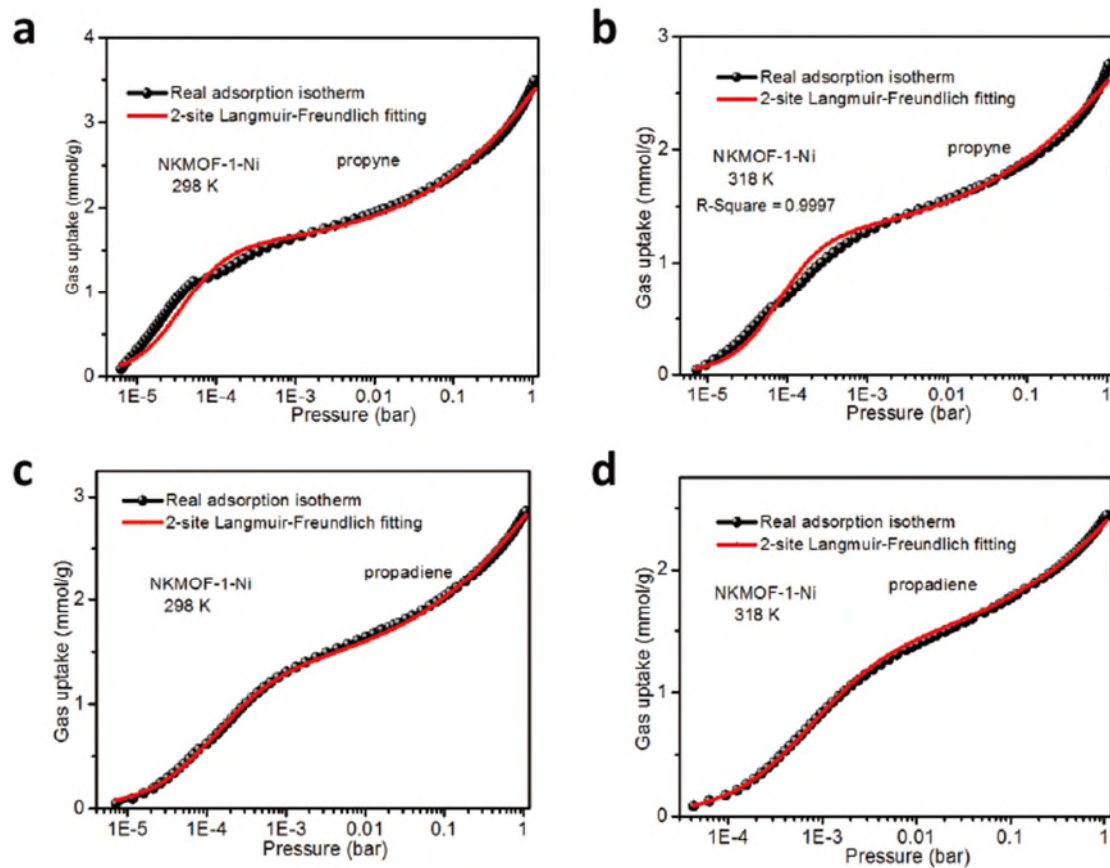 a
4
Real adsorption isotherm
2-site Langmuir-Freundlich fitting
3
NKMOF-1-Ni
propyne
298 K
2
1
0
Gas uptake (mmol/g)
1E-5 1E-4 1E-3 0.01 0.1 1
Pressure (bar)
b
3
Real adsorption isotherm
2-site Langmuir-Freundlich fitting
2
NKMOF-1-Ni
propyne
318 K
R-Square = 0.9997
1
0
Gas uptake (mmol/g)
1E-5 1E-4 1E-3 0.01 0.1 1
Pressure (bar)
c
3
Real adsorption isotherm
2-site Langmuir-Freundlich fitting
NKMOF-1-Ni
propadiene
298 K
2
1
0
Gas uptake (mmol/g)
1E-5 1E-4 1E-3 0.01 0.1 1
Pressure (bar)
d
Real adsorption isotherm
2-site Langmuir-Freundlich fitting
2
NKMOF-1-Ni
propadiene
318 K
1
0
Gas uptake (mmol/g)
1E-4 1E-3 0.01 0.1 1
Pressure (bar)